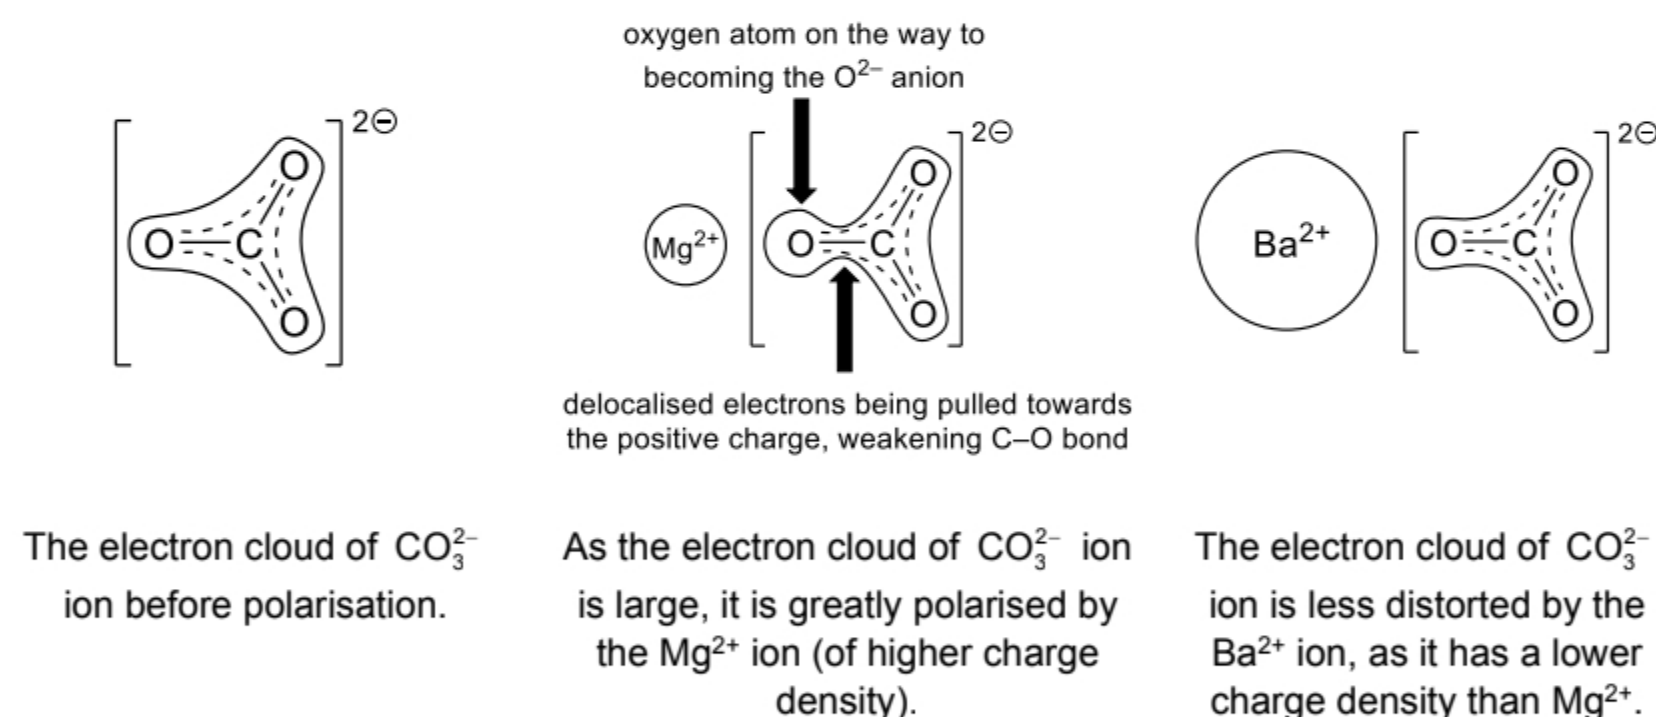 oxygen atom on the way to
becoming the O²⁻ anion
2⊖
O
O
C
O
2⊖
Mg²⁺
O
O
C
O
2⊖
Ba²⁺
O
O
C
O
delocalised electrons being pulled towards
the positive charge, weakening C–O bond
The electron cloud of CO₃²⁻
ion before polarisation.
As the electron cloud of CO₃²⁻ ion
is large, it is greatly polarised by
the Mg²⁺ ion (of higher charge
density).
The electron cloud of CO₃²⁻
ion is less distorted by the
Ba²⁺ ion, as it has a lower
charge density than Mg²⁺.